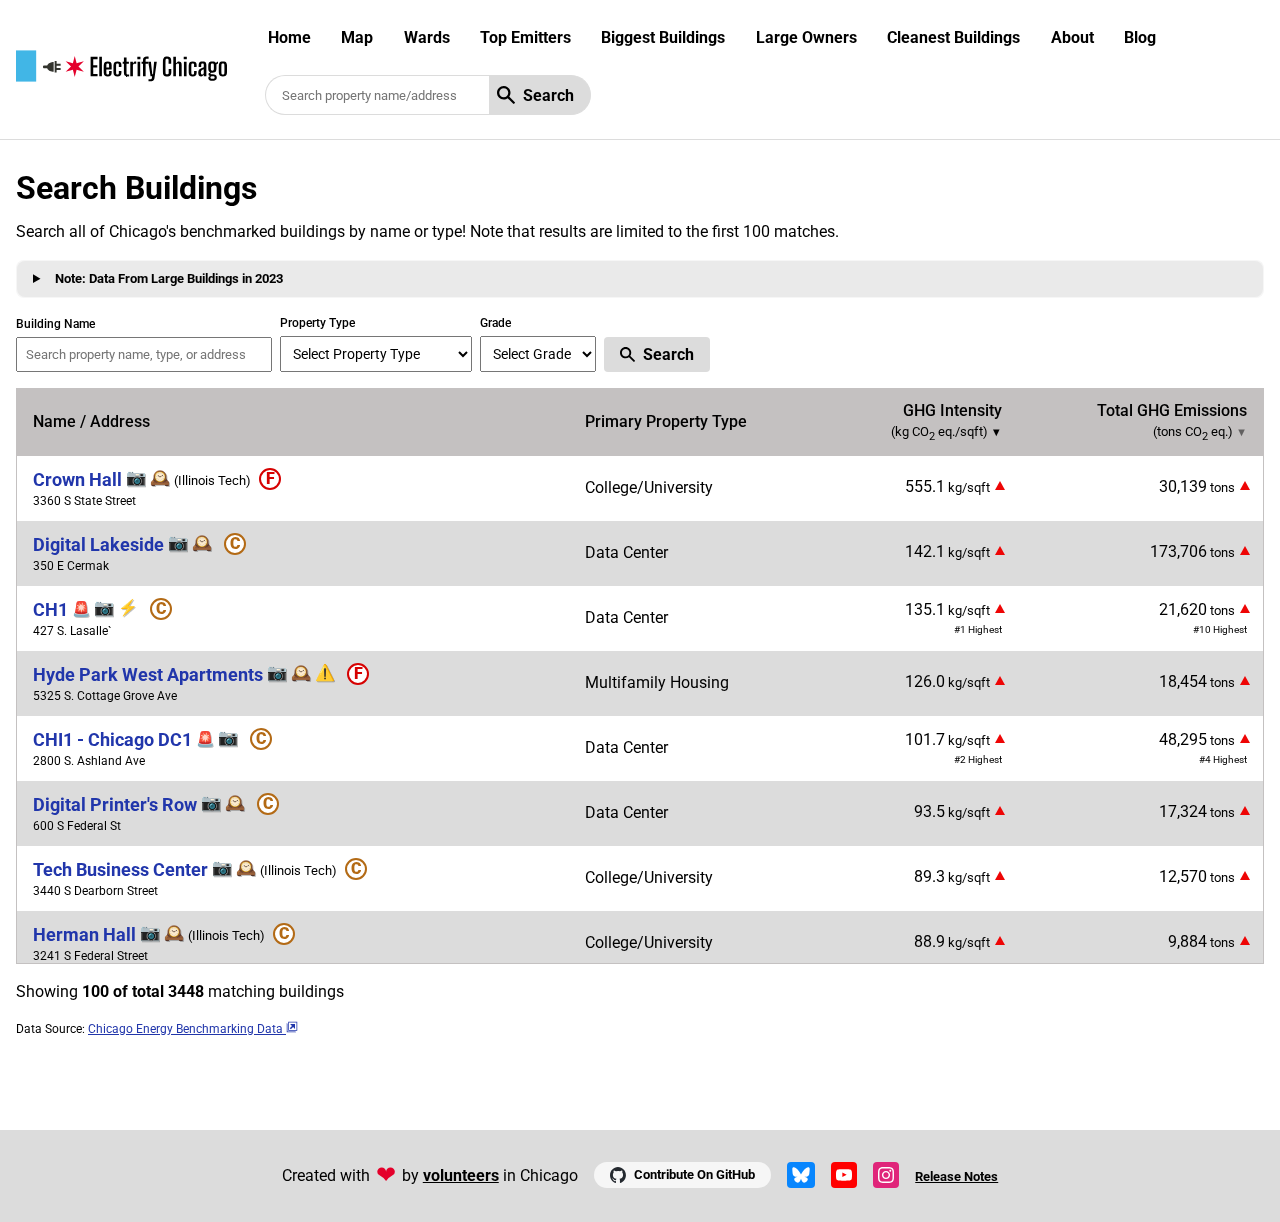 Electrify Chicago
Home Map Wards Top Emitters Biggest Buildings Large Owners Cleanest Buildings About Blog
Search property name/address Search
Search Buildings
Search all of Chicago's benchmarked buildings by name or type! Note that results are limited to the first 100 matches.
Note: Data From Large Buildings in 2023
Building Name Property Type Grade
Search property name, type, or address Select Property Type Select Grade Search
Name / Address Primary Property Type GHG Intensity (kg CO2 eq./sqft) ▼ Total GHG Emissions (tons CO2 eq.) ▼
Crown Hall 📷 🕰️ (Illinois Tech) F
3360 S State Street
College/University 555.1 kg/sqft 30,139 tons
Digital Lakeside 📷 🕰️ C
350 E Cermak
Data Center 142.1 kg/sqft 173,706 tons
CH1 🚨 📷 ⚡ C
427 S. Lasalle`
Data Center 135.1 kg/sqft 21,620 tons
#1 Highest #10 Highest
Hyde Park West Apartments 📷 🕰️ ⚠️ F
5325 S. Cottage Grove Ave
Multifamily Housing 126.0 kg/sqft 18,454 tons
CHI1 - Chicago DC1 🚨 📷 C
2800 S. Ashland Ave
Data Center 101.7 kg/sqft 48,295 tons
#2 Highest #4 Highest
Digital Printer's Row 📷 🕰️ C
600 S Federal St
Data Center 93.5 kg/sqft 17,324 tons
Tech Business Center 📷 🕰️ (Illinois Tech) C
3440 S Dearborn Street
College/University 89.3 kg/sqft 12,570 tons
Herman Hall 📷 🕰️ (Illinois Tech) C
3241 S Federal Street
College/University 88.9 kg/sqft 9,884 tons
Showing 100 of total 3448 matching buildings
Data Source: Chicago Energy Benchmarking Data
Created with ❤ by volunteers in Chicago Contribute On GitHub Release Notes